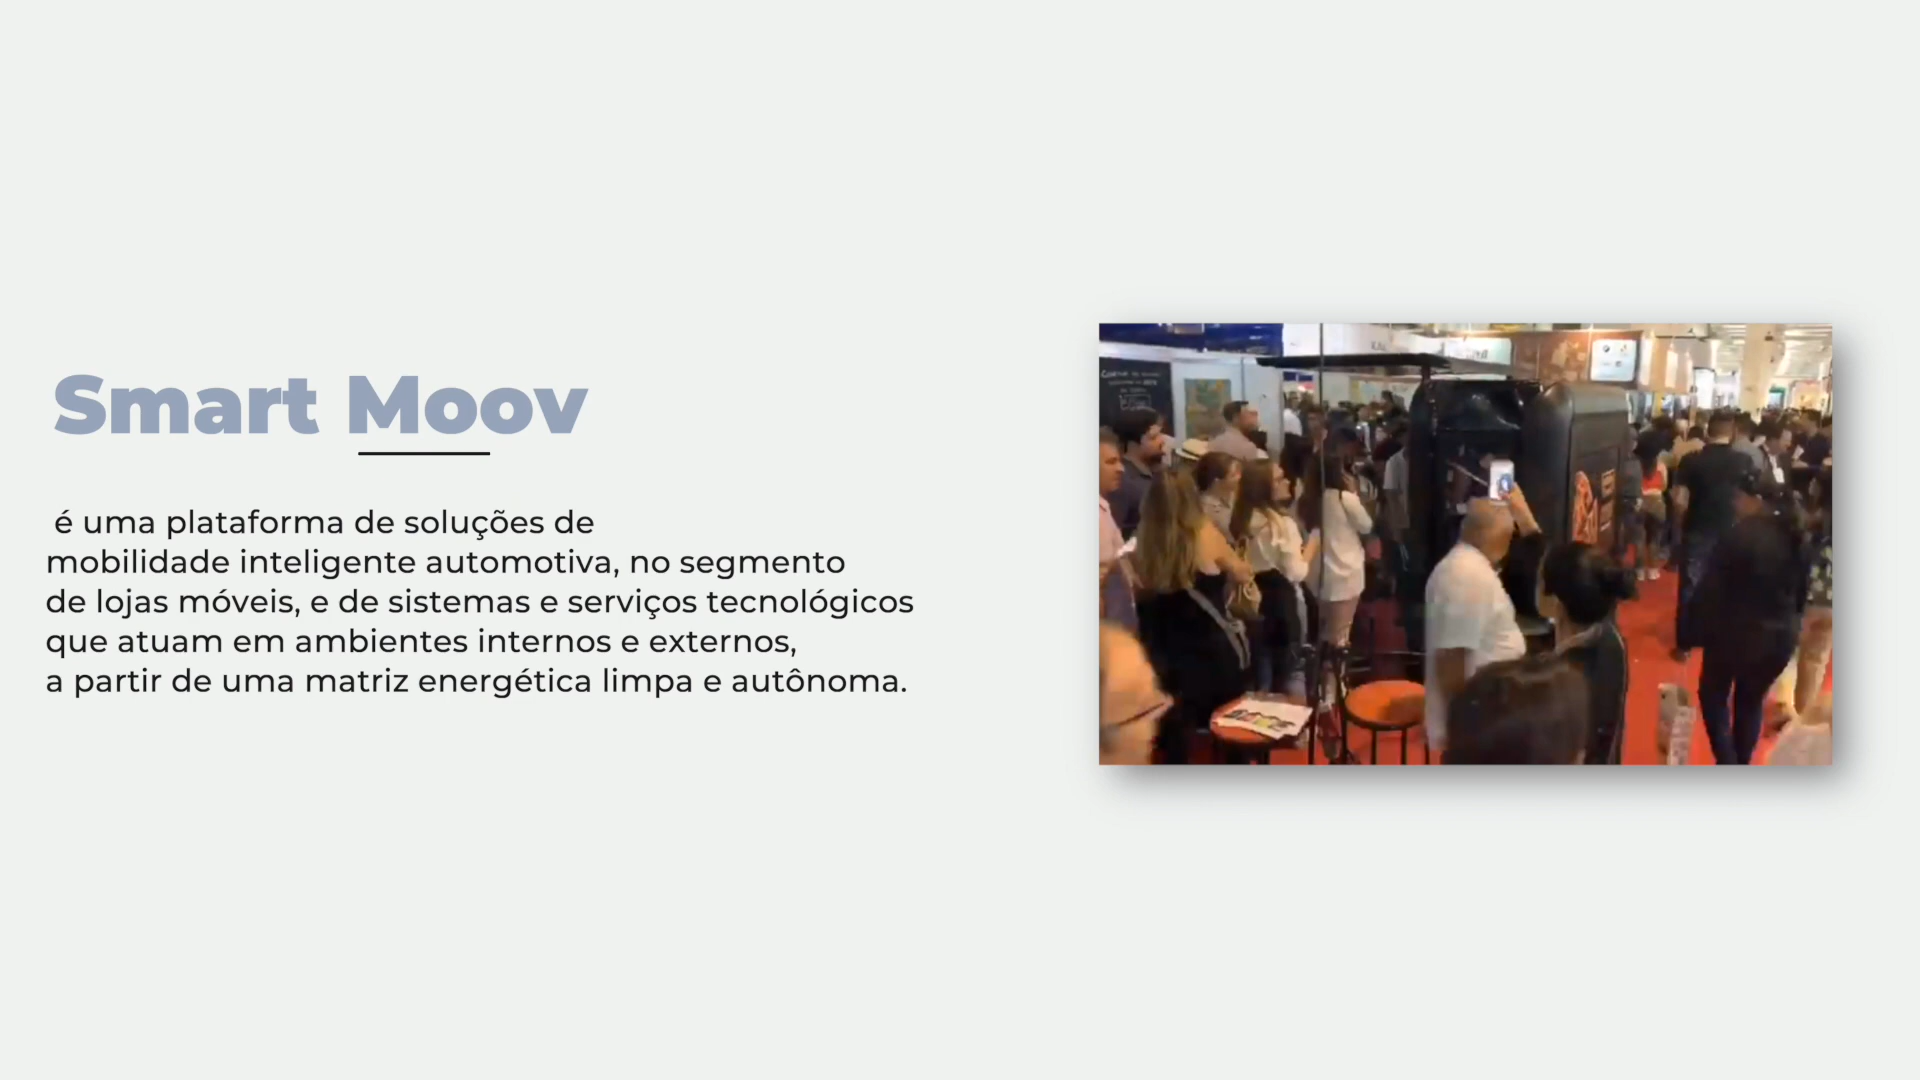 Smart Moov
é uma plataforma de soluções de
mobilidade inteligente automotiva, no segmento
de lojas móveis, e de sistemas e serviços tecnológicos
que atuam em ambientes internos e externos,
a partir de uma matriz energética limpa e autônoma.